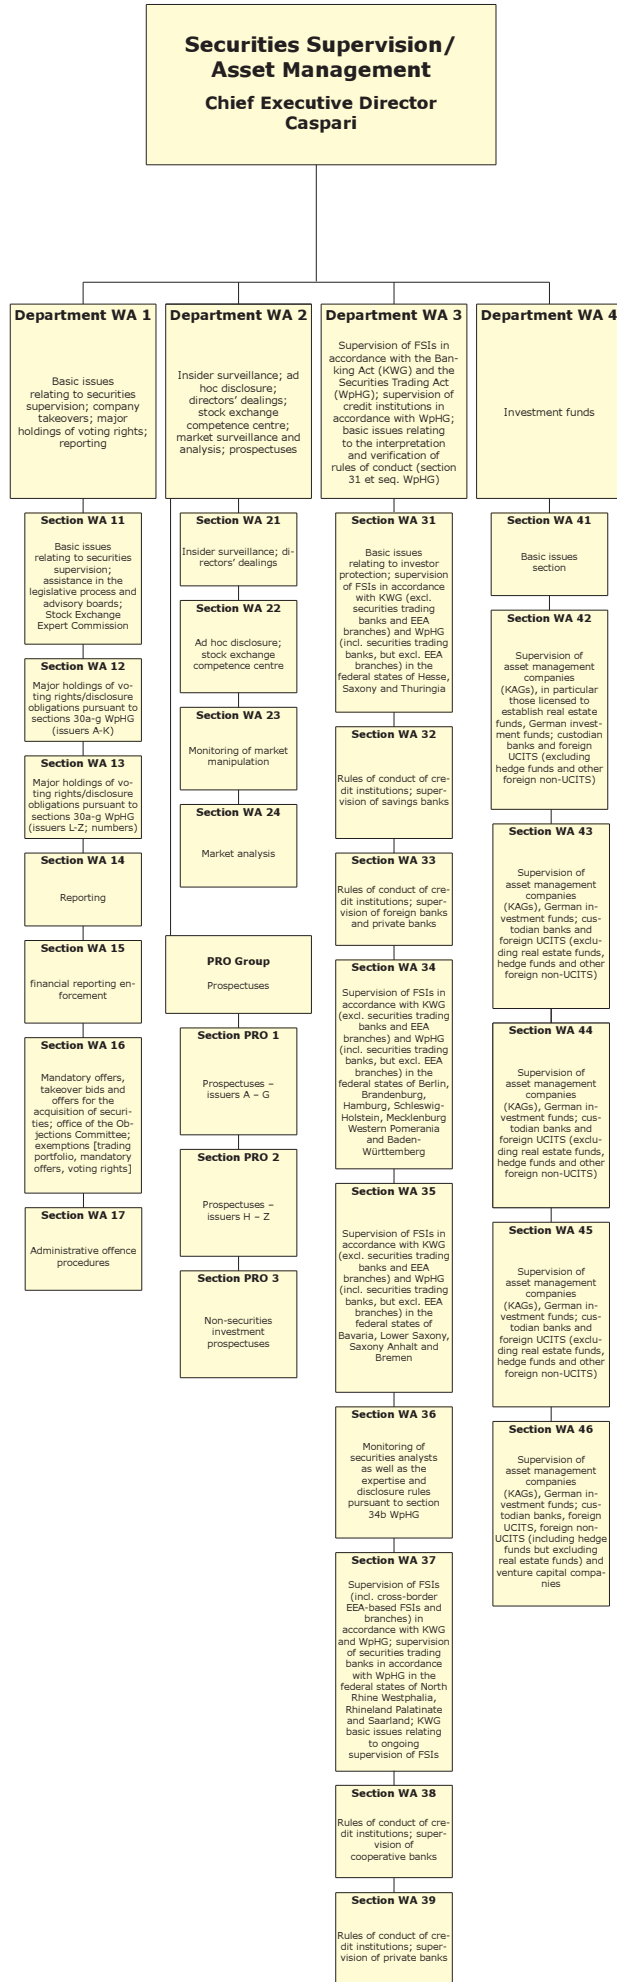 Securities Supervision/
Asset Management
Chief Executive Director
Caspari
Department WA 1
Basic issues
relating to securities
supervision; company
takeovers; major
holdings of voting rights;
reporting
Section WA 11
Basic issues
relating to securities
supervision;
assistance in the
legislative process and
advisory boards;
Stock Exchange
Expert Commission
Section WA 12
Major holdings of vo-
ting rights/disclosure
obligations pursuant to
sections 30a-g WpHG
(issuers A-K)
Section WA 13
Major holdings of vo-
ting rights/disclosure
obligations pursuant to
sections 30a-g WpHG
(issuers L-Z; numbers)
Section WA 14
Reporting
Section WA 15
financial reporting en-
forcement
Section WA 16
Mandatory offers,
takeover bids and
offers for the
acquisition of securi-
ties; office of the Ob-
jections Committee;
exemptions [trading
portfolio, mandatory
offers, voting rights]
Section WA 17
Administrative offence
procedures
Department WA 2
Insider surveillance; ad
hoc disclosure;
directors' dealings;
stock exchange
competence centre;
market surveillance and
analysis; prospectuses
Section WA 21
Insider surveillance; di-
rectors' dealings
Section WA 22
Ad hoc disclosure;
stock exchange
competence centre
Section WA 23
Monitoring of market
manipulation
Section WA 24
Market analysis
PRO Group
Prospectuses
Section PRO 1
Prospectuses –
issuers A – G
Section PRO 2
Prospectuses –
issuers H – Z
Section PRO 3
Non-securities
investment
prospectuses
Department WA 3
Supervision of FSIs in
accordance with the Ban-
king Act (KWG) and the
Securities Trading Act
(WpHG); supervision of
credit institutions in
accordance with WpHG;
basic issues relating
to the interpretation
and verification of
rules of conduct (section
31 et seq. WpHG)
Section WA 31
Basic issues
relating to investor
protection; supervision
of FSIs in accordance
with KWG (excl.
securities trading
banks and EEA
branches) and WpHG
(incl. securities trading
banks, but excl. EEA
branches) in the
federal states of Hesse,
Saxony and Thuringia
Section WA 32
Rules of conduct of cre-
dit institutions; super-
vision of savings banks
Section WA 33
Rules of conduct of cre-
dit institutions; super-
vision of foreign banks
and private banks
Section WA 34
Supervision of FSIs in
accordance with KWG
(excl. securities trading
banks and EEA
branches) and WpHG
(incl. securities trading
banks, but excl. EEA
branches) in the
federal states of Berlin,
Brandenburg,
Hamburg, Schleswig-
Holstein, Mecklenburg
Western Pomerania
and Baden-
Württemberg
Section WA 35
Supervision of FSIs in
accordance with KWG
(excl. securities trading
banks and EEA
branches) and WpHG
(incl. securities trading
banks, but excl. EEA
branches) in the
federal states of
Bavaria, Lower Saxony,
Saxony Anhalt and
Bremen
Section WA 36
Monitoring of
securities analysts
as well as the
expertise and
disclosure rules
pursuant to section
34b WpHG
Section WA 37
Supervision of FSIs
(incl. cross-border
EEA-based FSIs and
branches) in
accordance with KWG
and WpHG; supervision
of securities trading
banks in accordance
with WpHG in the
federal states of North
Rhine Westphalia,
Rhineland Palatinate
and Saarland; KWG
basic issues relating
to ongoing
supervision of FSIs
Section WA 38
Rules of conduct of cre-
dit institutions; super-
vision of
cooperative banks
Section WA 39
Rules of conduct of cre-
dit institutions; super-
vision of private banks
Department WA 4
Investment funds
Section WA 41
Basic issues
section
Section WA 42
Supervision of
asset management
companies
(KAGs), in particular
those licensed to
establish real estate
funds, German invest-
ment funds; custodian
banks and foreign
UCITS (excluding
hedge funds and other
foreign non-UCITS)
Section WA 43
Supervision of
asset management
companies
(KAGs), German in-
vestment funds; cus-
todian banks and
foreign UCITS (exclu-
ding real estate funds,
hedge funds and other
foreign non-UCITS)
Section WA 44
Supervision of
asset management
companies
(KAGs), German in-
vestment funds; cus-
todian banks and
foreign UCITS (exclu-
ding real estate funds,
hedge funds and other
foreign non-UCITS)
Section WA 45
Supervision of
asset management
companies
(KAGs), German in-
vestment funds; cus-
todian banks and
foreign UCITS (exclu-
ding real estate funds,
hedge funds and other
foreign non-UCITS)
Section WA 46
Supervision of
asset management
companies
(KAGs), German in-
vestment funds; cus-
todian banks, foreign
UCITS, foreign non-
UCITS (including hedge
funds but excluding
real estate funds) and
venture capital compa-
nies